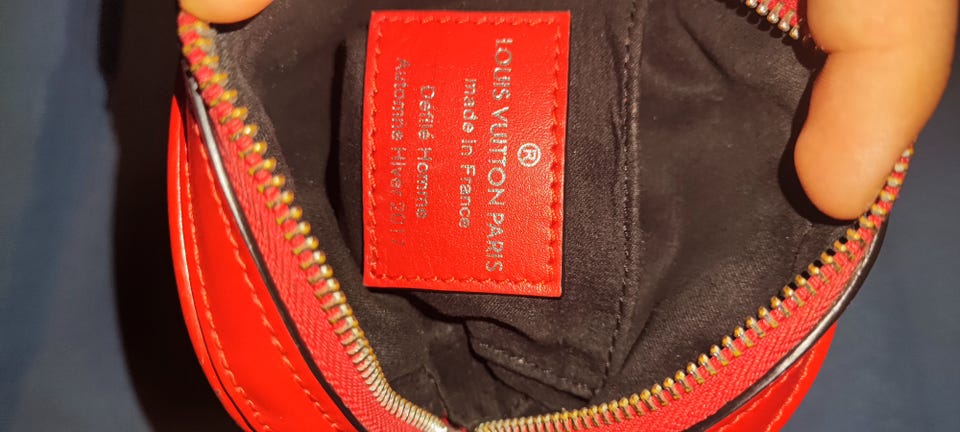 ®
LOUIS VUITTON PARIS
made in France
Défilé Homme
Automne Hiver